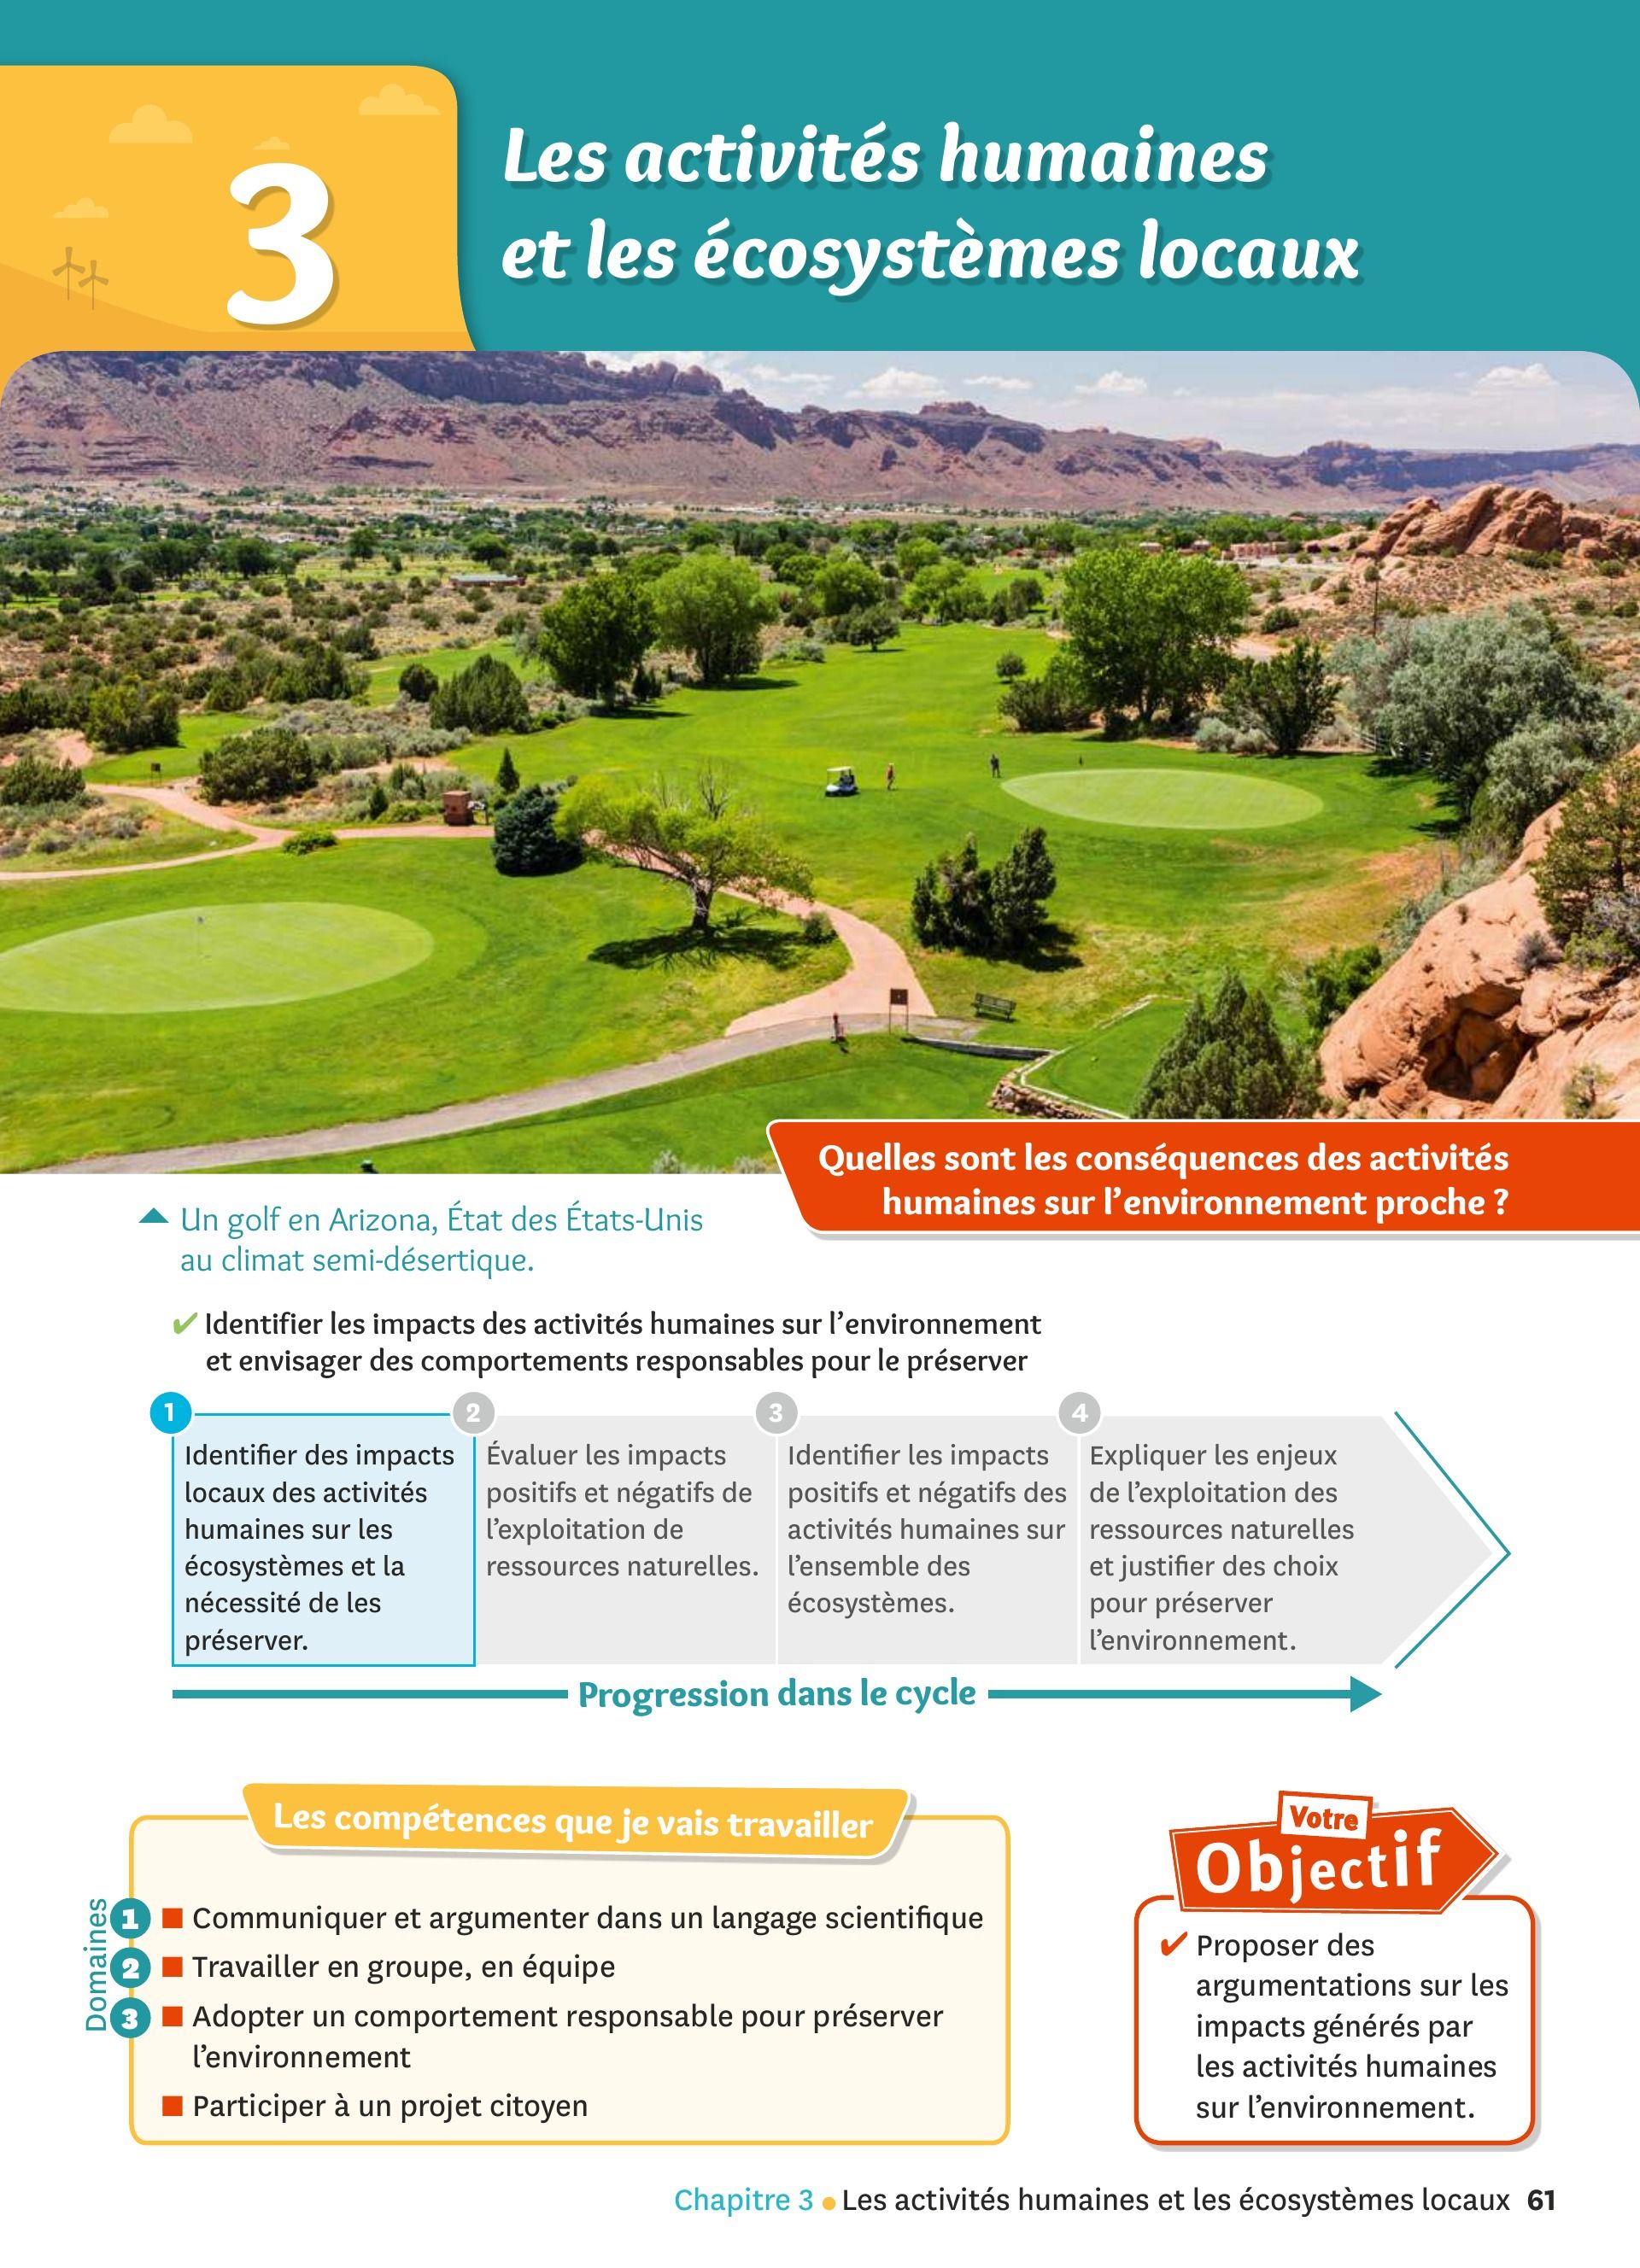 3
Les activités humaines
et les écosystèmes locaux
Quelles sont les conséquences des activités
humaines sur l'environnement proche ?
Un golf en Arizona, État des États-Unis
au climat semi-désertique.
✔ Identifier les impacts des activités humaines sur l'environnement
et envisager des comportements responsables pour le préserver
1
Identifier des impacts
locaux des activités
humaines sur les
écosystèmes et la
nécessité de les
préserver.
2
Évaluer les impacts
positifs et négatifs de
l'exploitation de
ressources naturelles.
3
Identifier les impacts
positifs et négatifs des
activités humaines sur
l'ensemble des
écosystèmes.
4
Expliquer les enjeux
de l'exploitation des
ressources naturelles
et justifier des choix
pour préserver
l'environnement.
Progression dans le cycle
Les compétences que je vais travailler
Domaines
1 ■ Communiquer et argumenter dans un langage scientifique
2 ■ Travailler en groupe, en équipe
3 ■ Adopter un comportement responsable pour préserver
l'environnement
■ Participer à un projet citoyen
Votre
Objectif
✔ Proposer des
argumentations sur les
impacts générés par
les activités humaines
sur l'environnement.
Chapitre 3 • Les activités humaines et les écosystèmes locaux 61